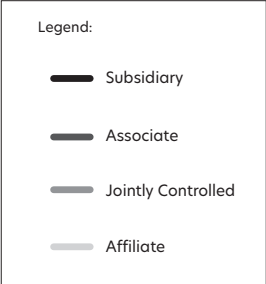 Legend:
Subsidiary
Associate
Jointly Controlled
Affiliate